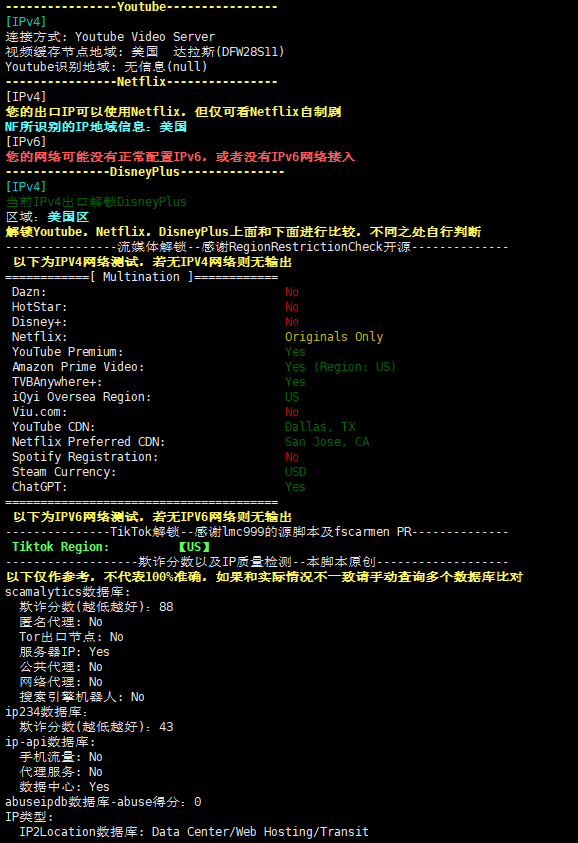 ----------------Youtube----------------
[IPv4]
连接方式: Youtube Video Server
视频缓存节点地域: 美国  达拉斯(DFW28S11)
Youtube识别地域: 无信息(null)
----------------Netflix----------------
[IPv4]
您的出口IP可以使用Netflix，但仅可看Netflix自制剧
NF所识别的IP地域信息：美国
[IPv6]
您的网络可能没有正常配置IPv6，或者没有IPv6网络接入
---------------DisneyPlus---------------
[IPv4]
当前IPv4出口解锁DisneyPlus
区域：美国区
解锁Youtube，Netflix，DisneyPlus上面和下面进行比较，不同之处自行判断
----------------流媒体解锁--感谢RegionRestrictionCheck开源--------------
以下为IPV4网络测试，若无IPV4网络则无输出
============[ Multination ]============
Dazn: No
HotStar: No
Disney+: No
Netflix: Originals Only
YouTube Premium: Yes
Amazon Prime Video: Yes (Region: US)
TVBAnywhere+: Yes
iQyi Oversea Region: US
Viu.com: No
YouTube CDN: Dallas, TX
Netflix Preferred CDN: San Jose, CA
Spotify Registration: No
Steam Currency: USD
ChatGPT: Yes
=======================================
以下为IPV6网络测试，若无IPV6网络则无输出
---------------TikTok解锁--感谢lmc999的源脚本及fscarmen PR--------------
Tiktok Region: 【US】
-------------------欺诈分数以及IP质量检测--本脚本原创-------------------
以下仅作参考，不代表100%准确，如果和实际情况不一致请手动查询多个数据库比对
scamalytics数据库:
欺诈分数(越低越好)：88
匿名代理: No
Tor出口节点: No
服务器IP: Yes
公共代理: No
网络代理: No
搜索引擎机器人: No
ip234数据库：
欺诈分数(越低越好)：43
ip-api数据库:
手机流量: No
代理服务: No
数据中心: Yes
abuseipdb数据库-abuse得分：0
IP类型:
IP2Location数据库: Data Center/Web Hosting/Transit